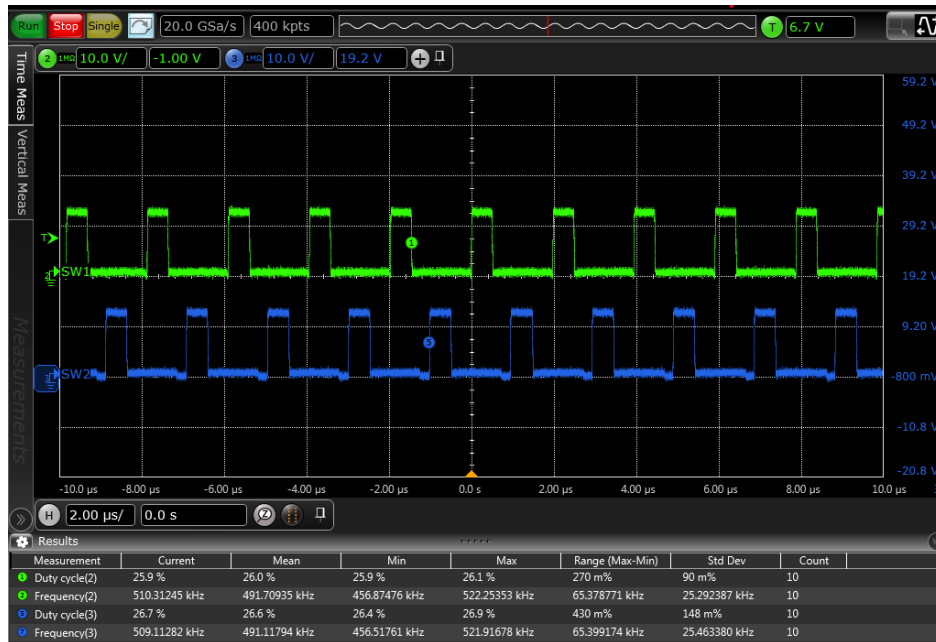 Run Stop Single 20.0 GSa/s 400 kpts T 6.7 V
2 1MΩ 10.0 V/ -1.00 V 3 1MΩ 10.0 V/ 19.2 V
Time Meas
Vertical Meas
Measurements
59.2 V
49.2 V
39.2 V
29.2 V
T
1
2 SW1
19.2 V
9.20 V
5
3 SW2
-800 mV
-10.8 V
-20.8 V
-10.0 µs -8.00 µs -6.00 µs -4.00 µs -2.00 µs 0.0 s 2.00 µs 4.00 µs 6.00 µs 8.00 µs 10.0 µs
H 2.00 µs/ 0.0 s Z
Results
Measurement Current Mean Min Max Range (Max-Min) Std Dev Count
1 Duty cycle(2) 25.9 % 26.0 % 25.9 % 26.1 % 270 m% 90 m% 10
2 Frequency(2) 510.31245 kHz 491.70935 kHz 456.87476 kHz 522.25353 kHz 65.378771 kHz 25.292387 kHz 10
5 Duty cycle(3) 26.7 % 26.6 % 26.4 % 26.9 % 430 m% 148 m% 10
7 Frequency(3) 509.11282 kHz 491.11794 kHz 456.51761 kHz 521.91678 kHz 65.399174 kHz 25.463380 kHz 10